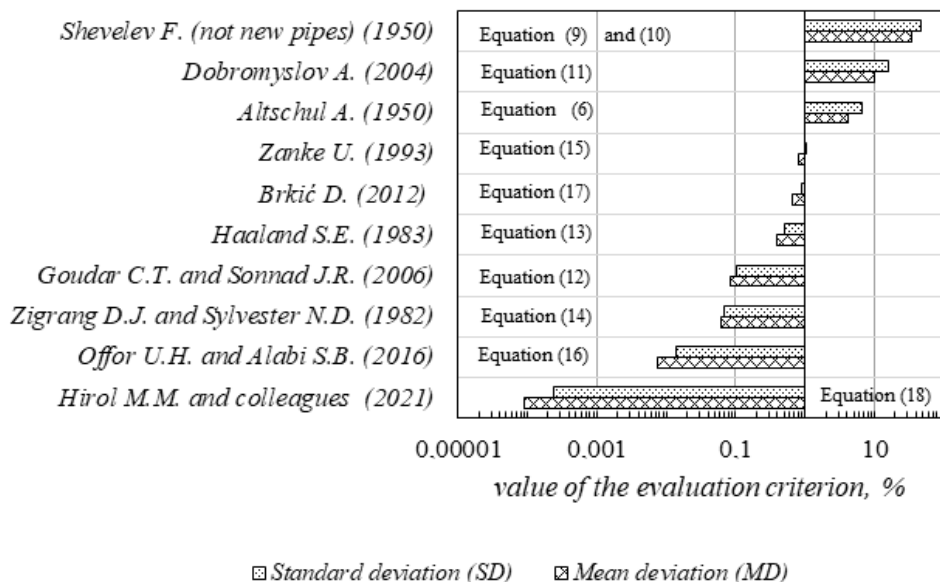 Shevelev F. (not new pipes) (1950) Equation (9) and (10)
Dobromyslov A. (2004) Equation (11)
Altschul A. (1950) Equation (6)
Zanke U. (1993) Equation (15)
Brkić D. (2012) Equation (17)
Haaland S.E. (1983) Equation (13)
Goudar C.T. and Sonnad J.R. (2006) Equation (12)
Zigrang D.J. and Sylvester N.D. (1982) Equation (14)
Offor U.H. and Alabi S.B. (2016) Equation (16)
Hirol M.M. and colleagues (2021) Equation (18)
0.00001 0.001 0.1 10
value of the evaluation criterion, %
Standard deviation (SD) Mean deviation (MD)